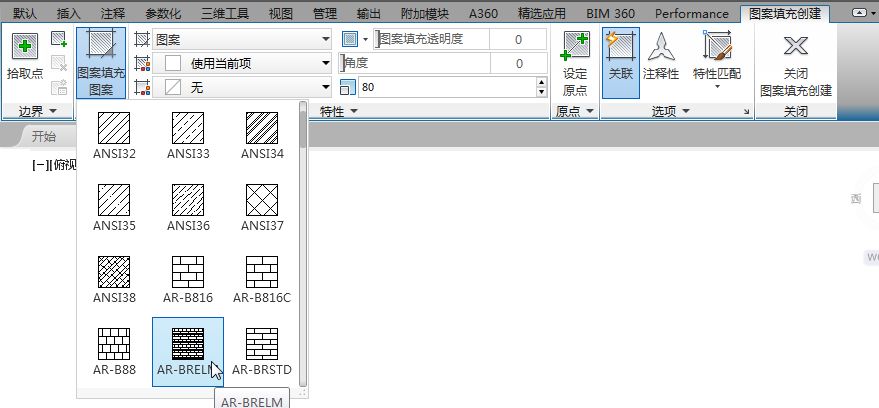 默认 插入 注释 参数化 三维工具 视图 管理 输出 附加模块 A360 精选应用 BIM 360 Performance 图案填充创建
图案 图案填充透明度 0
拾取点 图案填充 图案 使用当前项 角度 0 设定 原点 关联 注释性 特性匹配 关闭 图案填充创建
无 80
边界 特性 原点 选项 关闭
开始
[−][俯视
ANSI32 ANSI33 ANSI34
西
ANSI35 ANSI36 ANSI37
ANSI38 AR-B816 AR-B816C
AR-B88 AR-BRELM AR-BRSTD
AR-BRELM